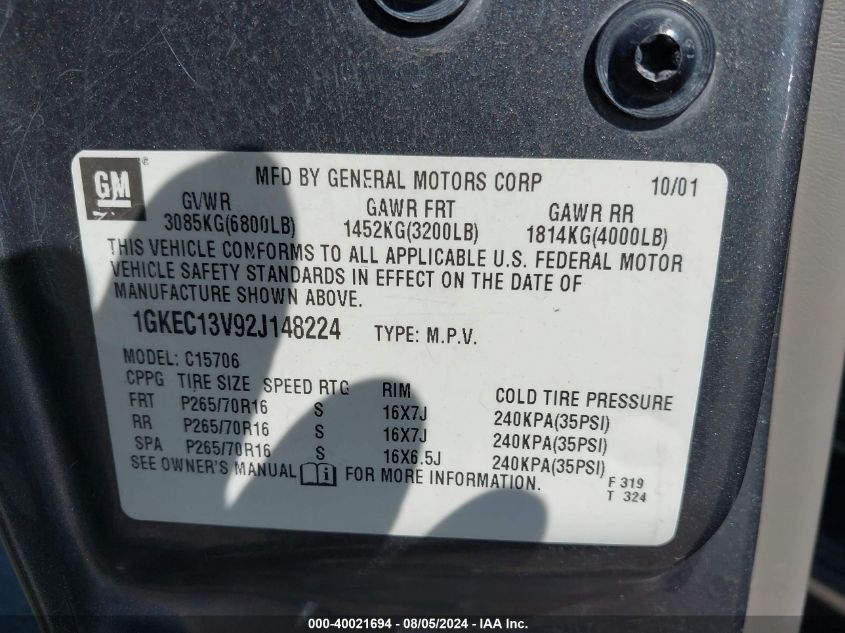 GM®
MFD BY GENERAL MOTORS CORP 10/01
GVWR GAWR FRT GAWR RR
3085KG(6800LB) 1452KG(3200LB) 1814KG(4000LB)
THIS VEHICLE CONFORMS TO ALL APPLICABLE U.S. FEDERAL MOTOR
VEHICLE SAFETY STANDARDS IN EFFECT ON THE DATE OF
MANUFACTURE SHOWN ABOVE.
1GKEC13V92J148224 TYPE: M.P.V.
MODEL: C15706
CPPG TIRE SIZE SPEED RTG RIM COLD TIRE PRESSURE
FRT P265/70R16 S 16X7J 240KPA(35PSI)
RR P265/70R16 S 16X7J 240KPA(35PSI)
SPA P265/70R16 S 16X6.5J 240KPA(35PSI)
SEE OWNER'S MANUAL i FOR MORE INFORMATION.
F 319
T 324
000-40021694 - 08/05/2024 - IAA Inc.